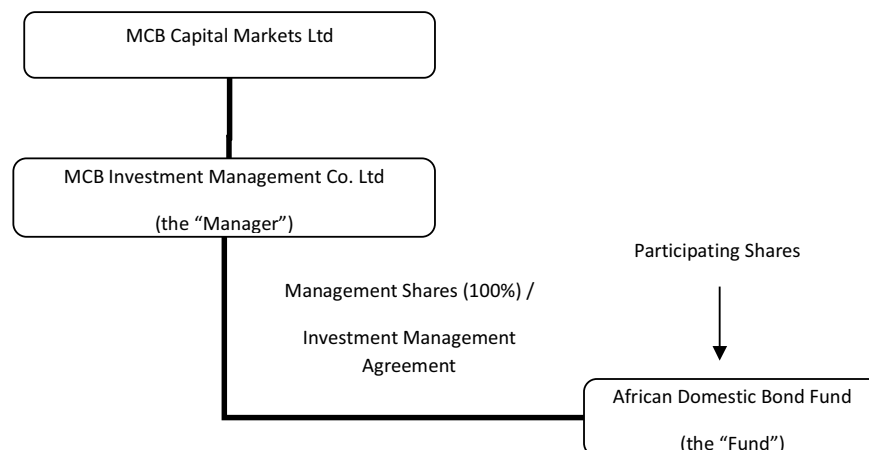 MCB Capital Markets Ltd
MCB Investment Management Co. Ltd
(the “Manager”)
Participating Shares
Management Shares (100%) /
Investment Management
Agreement
African Domestic Bond Fund
(the “Fund”)